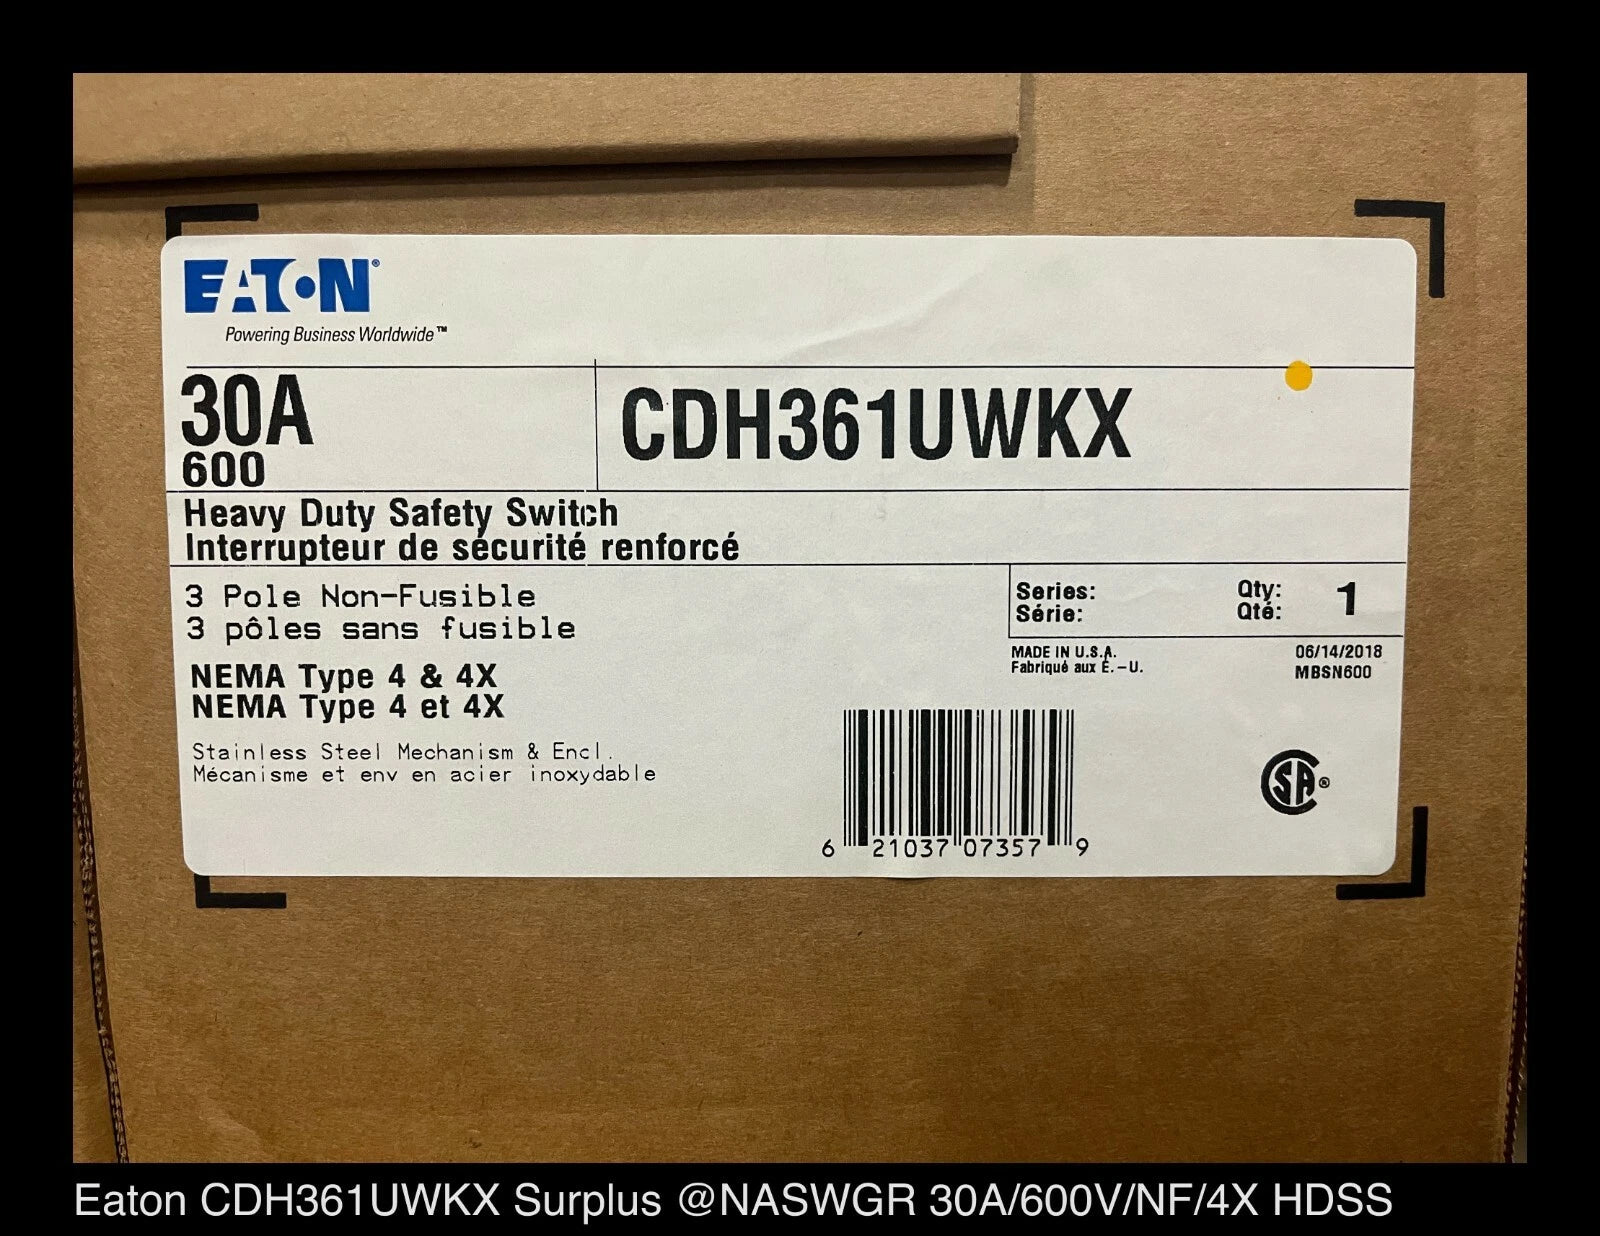 EATON®
Powering Business Worldwide™
30A
600
CDH361UWKX
Heavy Duty Safety Switch
Interrupteur de sécurité renforcé
3 Pole Non-Fusible
3 pôles sans fusible
NEMA Type 4 & 4X
NEMA Type 4 et 4X
Stainless Steel Mechanism & Encl.
Mécanisme et env en acier inoxydable
Series:
Série:
Qty:
Qté:
1
MADE IN U.S.A.
Fabriqué aux É.-U.
06/14/2018
MBSN600
6 21037 07357 9
SA®
Eaton CDH361UWKX Surplus @NASWGR 30A/600V/NF/4X HDSS